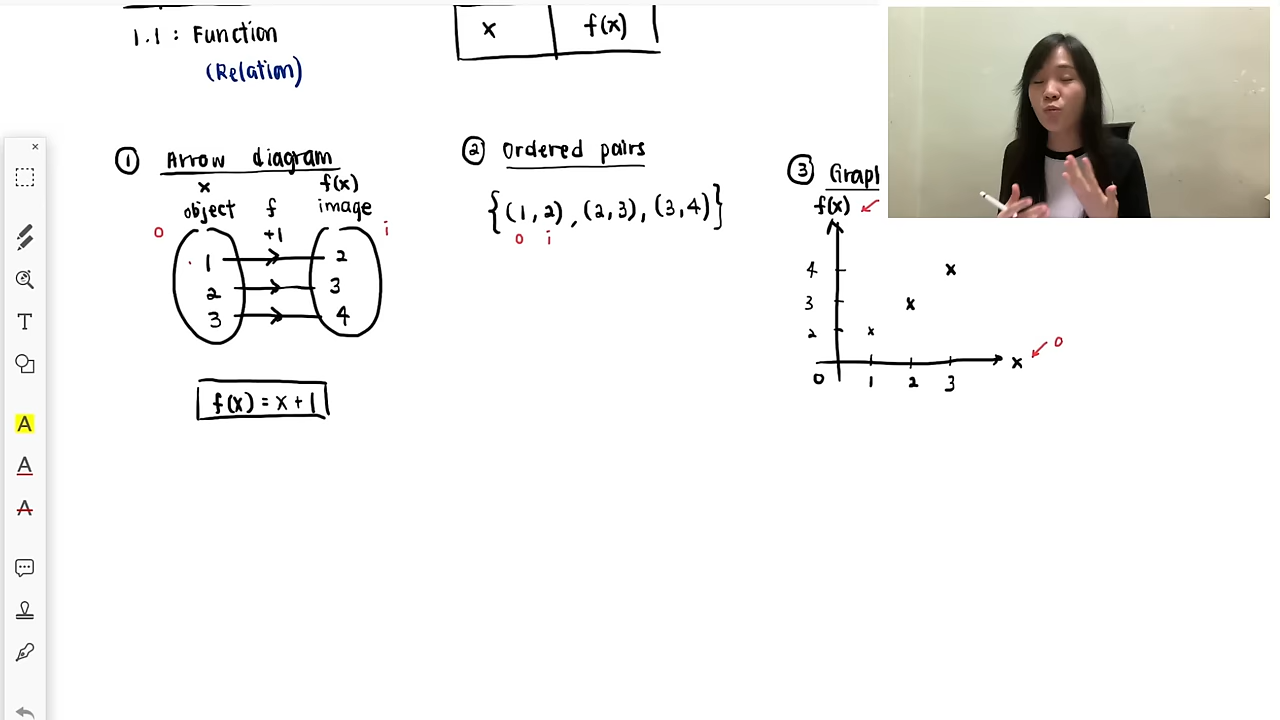 1.1 : Function
(Relation)
x f(x)
① Arrow diagram
x f(x)
object f image
o +1 i
1 2
2 3
3 4
f(x) = x + 1
② Ordered pairs
{(1, 2), (2, 3), (3, 4)}
o i
③ Grap
f(x)
4
3
2
0 1 2 3 x
o
T
A
A
A